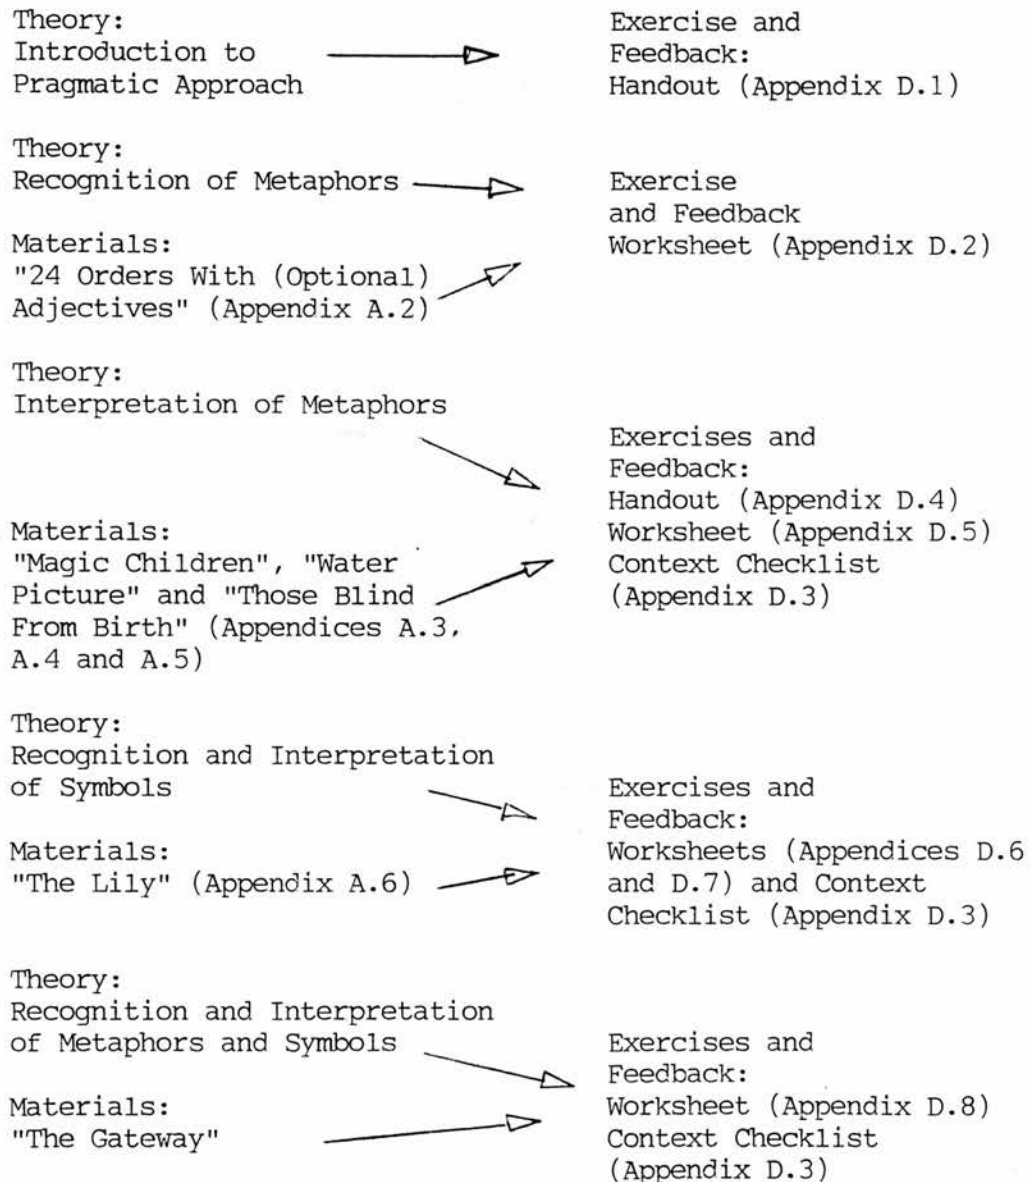 Theory:
Introduction to
Pragmatic Approach
Exercise and
Feedback:
Handout (Appendix D.1)
Theory:
Recognition of Metaphors
Materials:
"24 Orders With (Optional)
Adjectives" (Appendix A.2)
Exercise
and Feedback
Worksheet (Appendix D.2)
Theory:
Interpretation of Metaphors
Materials:
"Magic Children", "Water
Picture" and "Those Blind
From Birth" (Appendices A.3,
A.4 and A.5)
Exercises and
Feedback:
Handout (Appendix D.4)
Worksheet (Appendix D.5)
Context Checklist
(Appendix D.3)
Theory:
Recognition and Interpretation
of Symbols
Materials:
"The Lily" (Appendix A.6)
Exercises and
Feedback:
Worksheets (Appendices D.6
and D.7) and Context
Checklist (Appendix D.3)
Theory:
Recognition and Interpretation
of Metaphors and Symbols
Materials:
"The Gateway"
Exercises and
Feedback:
Worksheet (Appendix D.8)
Context Checklist
(Appendix D.3)